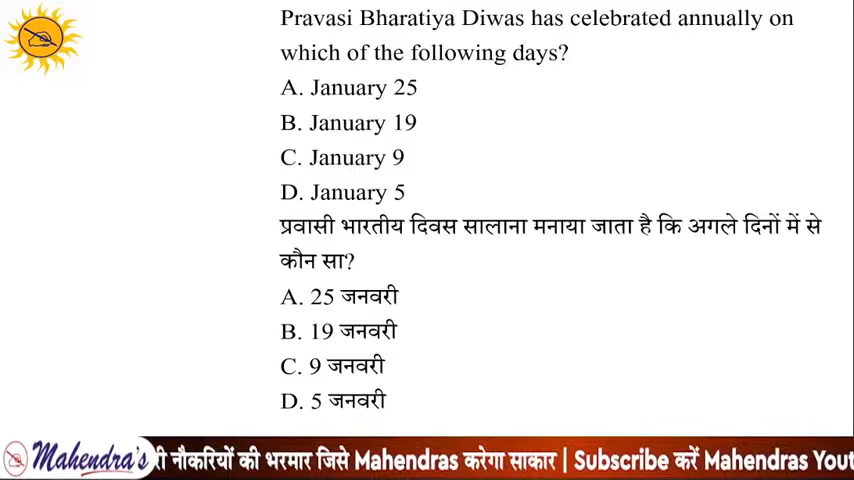 Pravasi Bharatiya Diwas has celebrated annually on
which of the following days?
A. January 25
B. January 19
C. January 9
D. January 5
प्रवासी भारतीय दिवस सालाना मनाया जाता है कि अगले दिनों में से
कौन सा?
A. 25 जनवरी
B. 19 जनवरी
C. 9 जनवरी
D. 5 जनवरी
Mahendra's री नौकरियों की भरमार जिसे Mahendras करेगा साकार | Subscribe करें Mahendras Yout